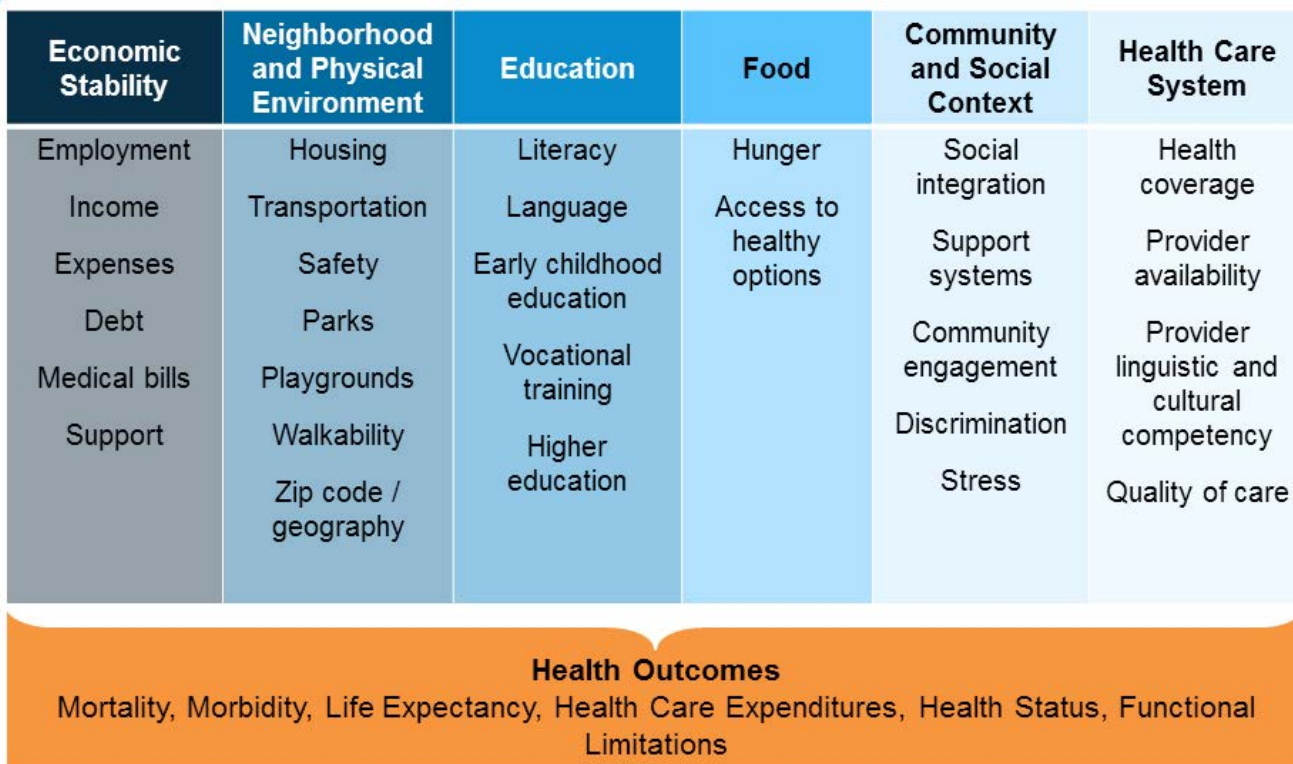 Economic
Stability
Neighborhood
and Physical
Environment
Education
Food
Community
and Social
Context
Health Care
System
Employment
Income
Expenses
Debt
Medical bills
Support
Housing
Transportation
Safety
Parks
Playgrounds
Walkability
Zip code /
geography
Literacy
Language
Early childhood
education
Vocational
training
Higher
education
Hunger
Access to
healthy
options
Social
integration
Support
systems
Community
engagement
Discrimination
Stress
Health
coverage
Provider
availability
Provider
linguistic and
cultural
competency
Quality of care
Health Outcomes
Mortality, Morbidity, Life Expectancy, Health Care Expenditures, Health Status, Functional
Limitations